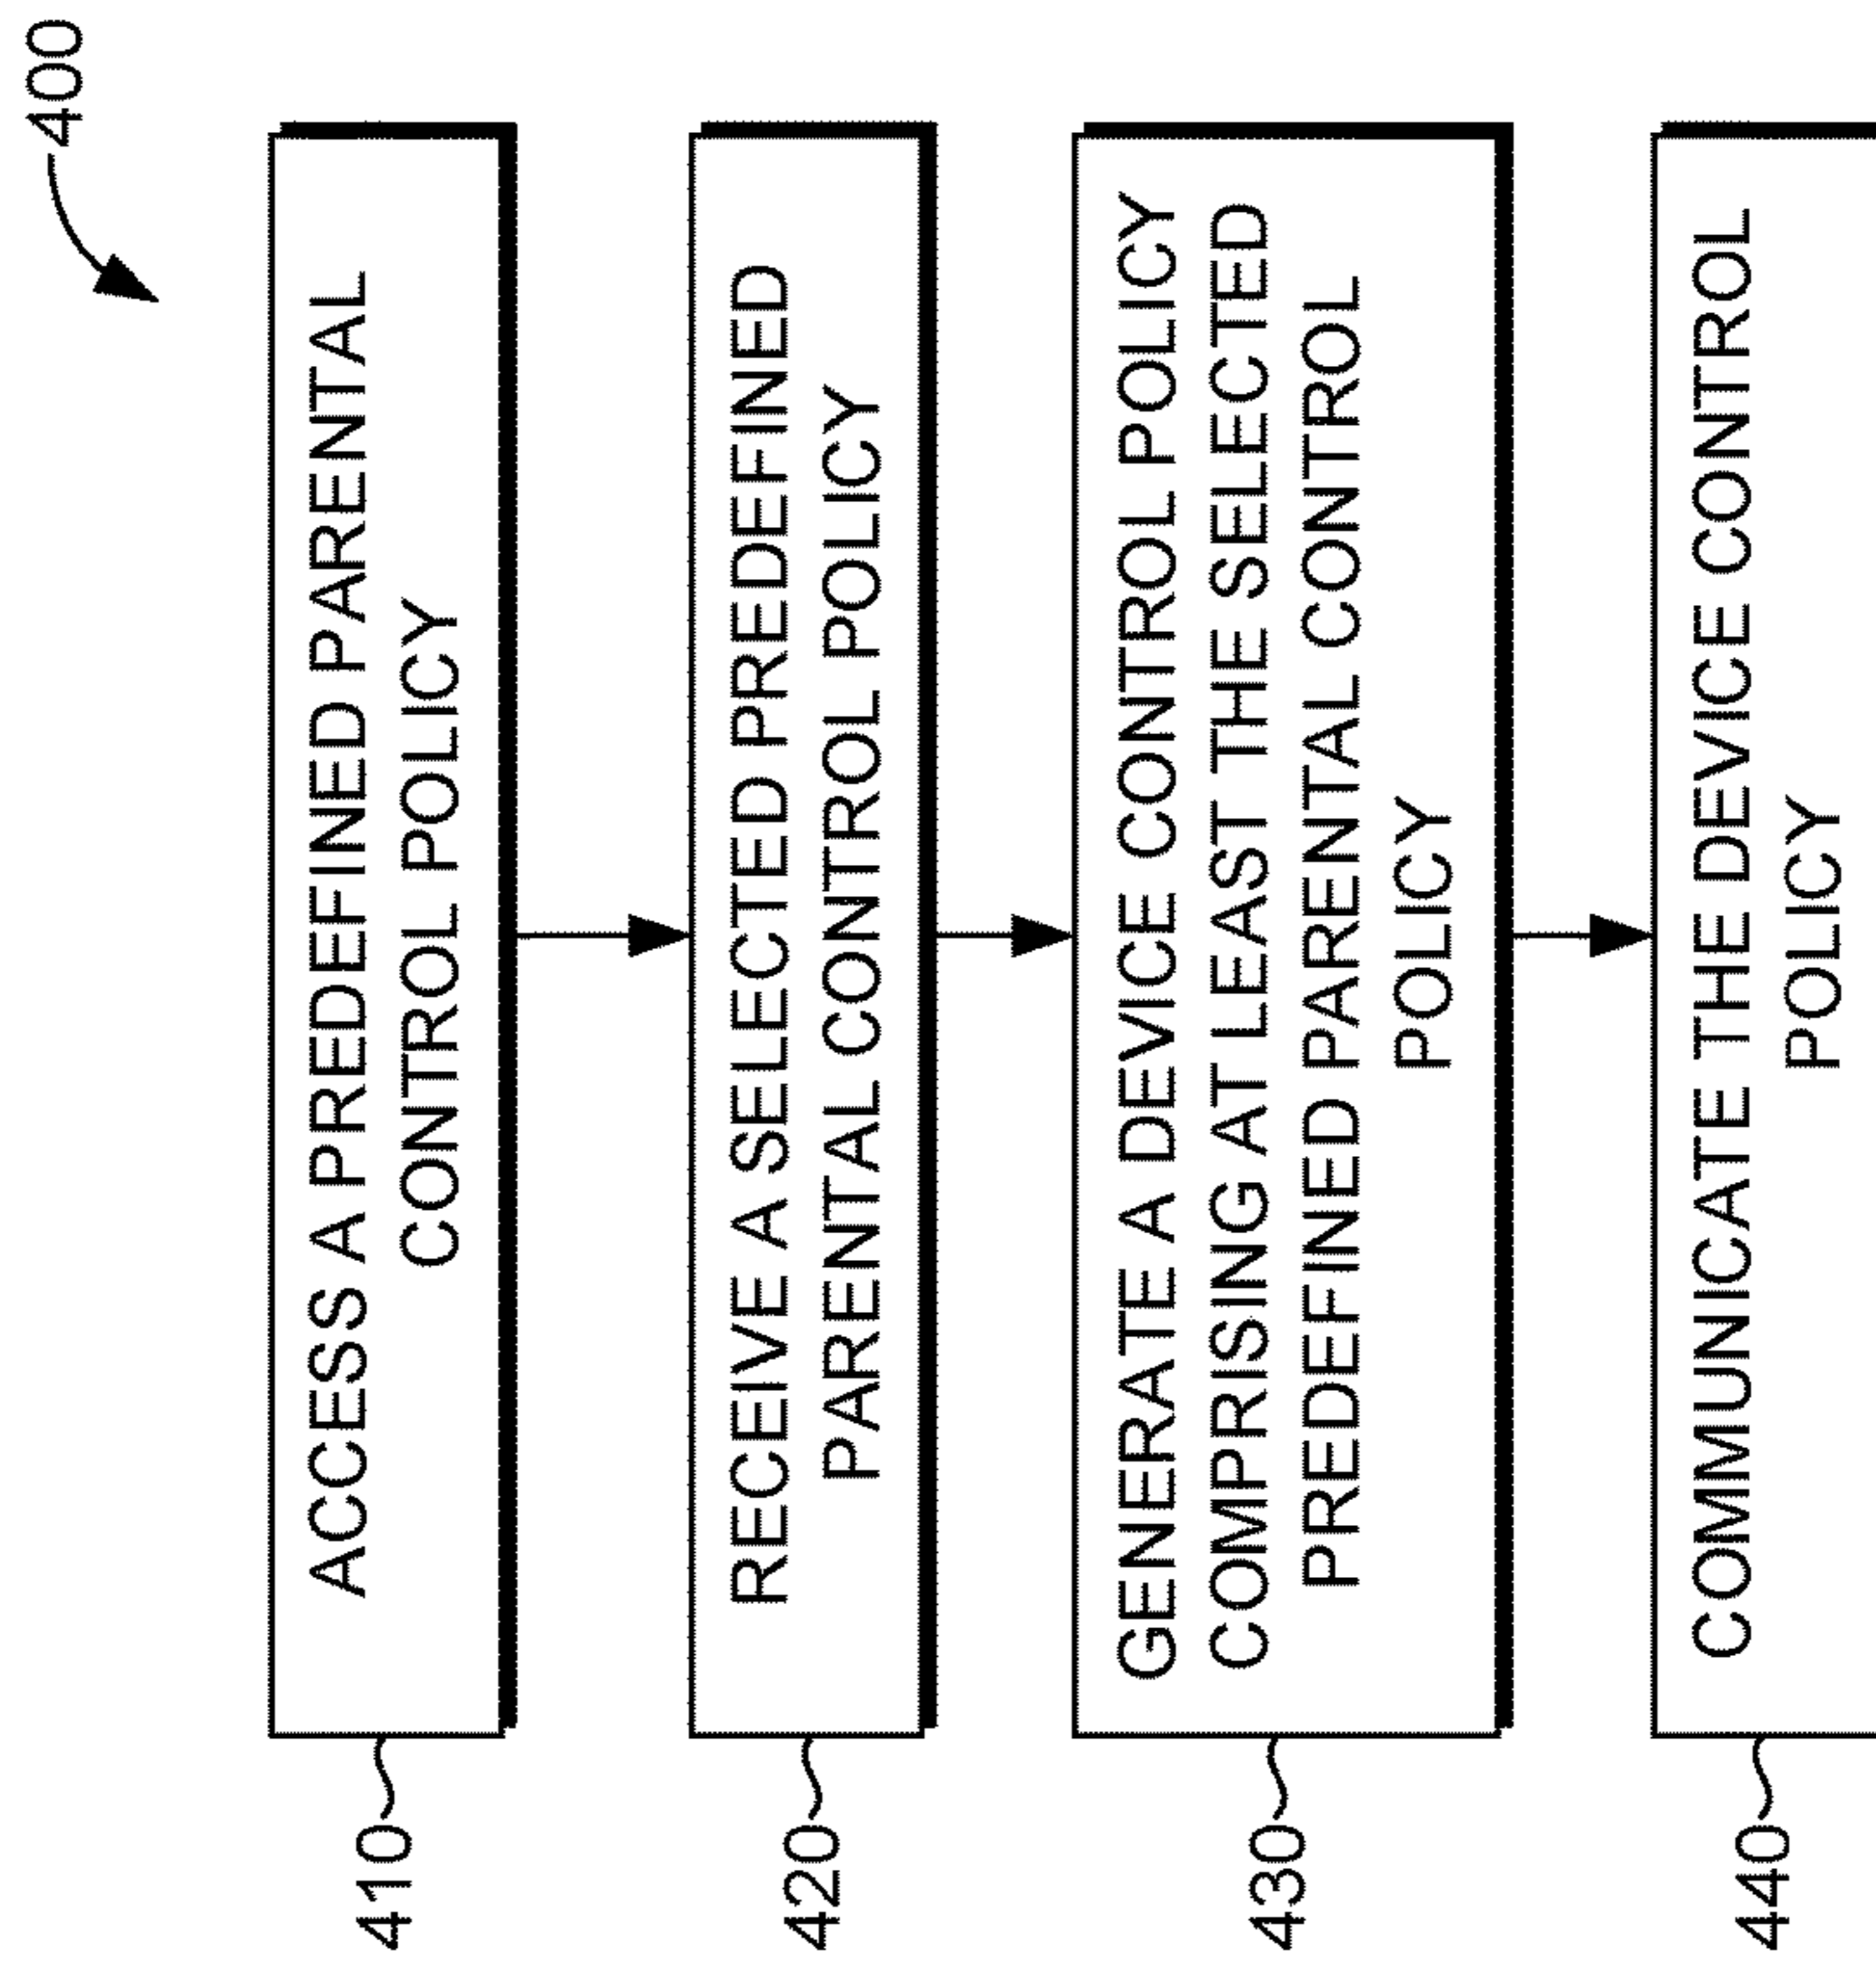 400
410
ACCESS A PREDEFINED PARENTAL
CONTROL POLICY
420
RECEIVE A SELECTED PREDEFINED
PARENTAL CONTROL POLICY
430
GENERATE A DEVICE CONTROL POLICY
COMPRISING AT LEAST THE SELECTED
PREDEFINED PARENTAL CONTROL
POLICY
440
COMMUNICATE THE DEVICE CONTROL
POLICY